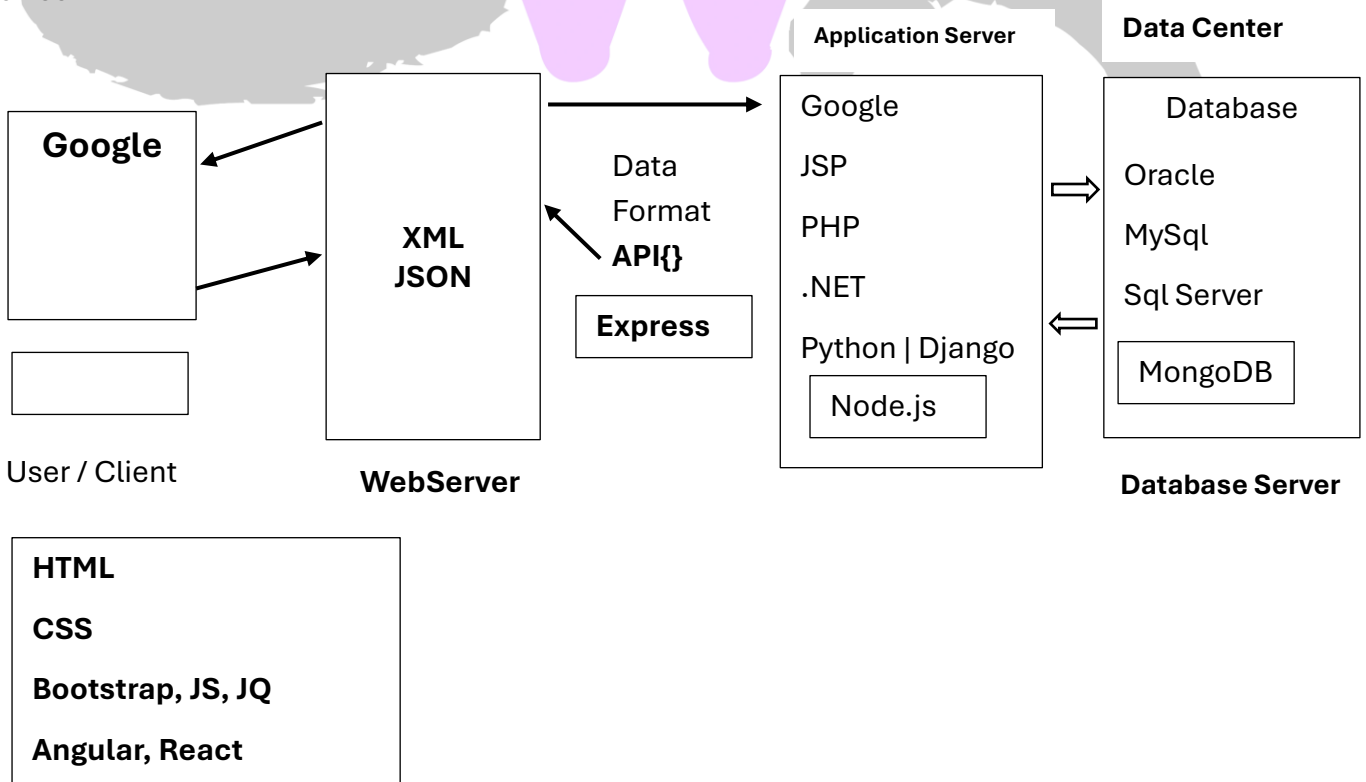 Application Server
Data Center
Google
XML
JSON
Data
Format
API{}
Express
Google
JSP
PHP
.NET
Python | Django
Node.js
Database
Oracle
MySql
Sql Server
MongoDB
User / Client
WebServer
Database Server
HTML
CSS
Bootstrap, JS, JQ
Angular, React